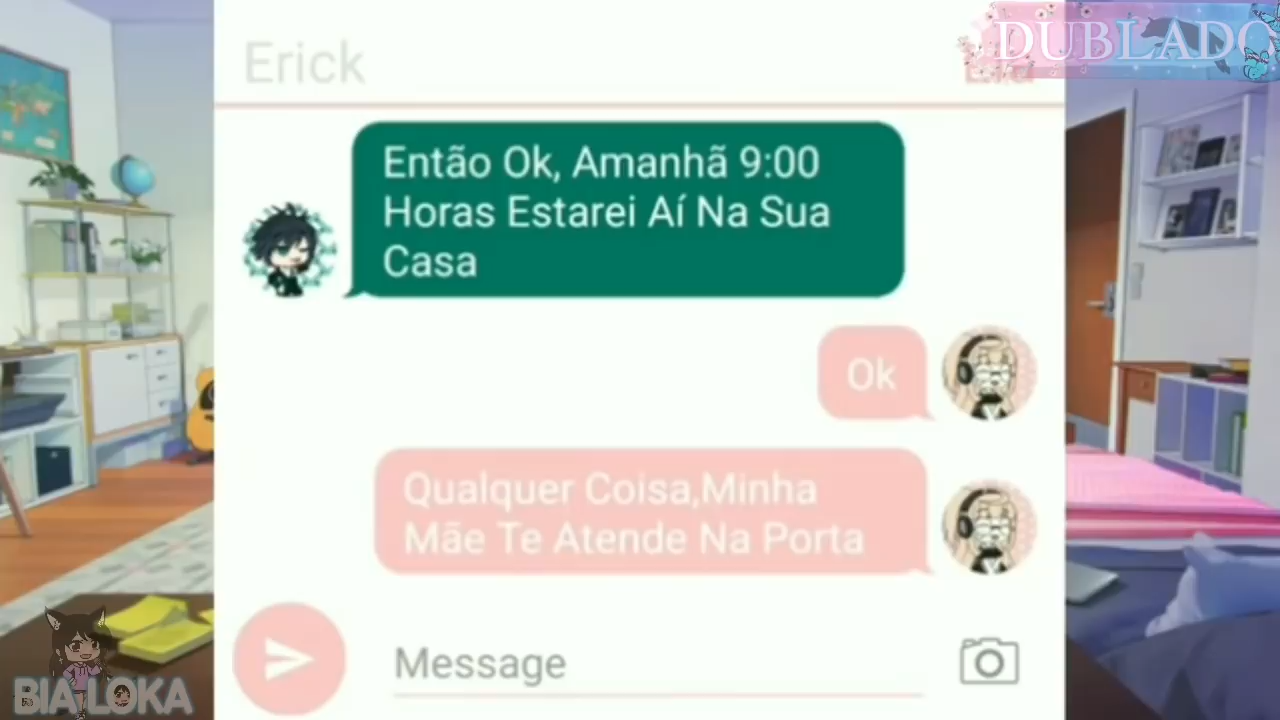 DUBLADO
Erick
Então Ok, Amanhã 9:00
Horas Estarei Aí Na Sua
Casa
Ok
Qualquer Coisa,Minha
Mãe Te Atende Na Porta
Message
BIA LOKA